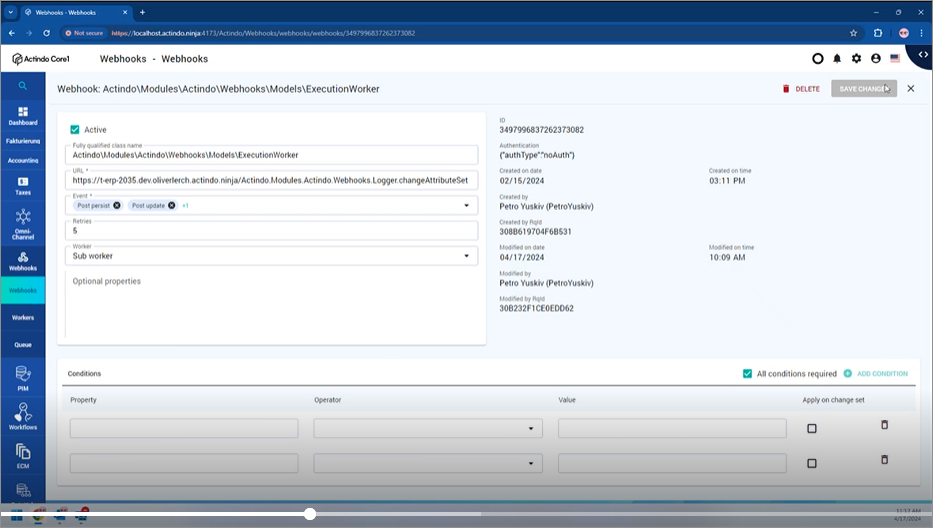 Webhooks - Webhooks
Not secure https://localhost.actindo.ninja:4173/Actindo/Webhooks/webhooks/webhooks/3497996837262373082
Actindo Core1
Webhooks - Webhooks
Webhook: Actindo\Modules\Actindo\Webhooks\Models\ExecutionWorker
DELETE
SAVE CHANGES
Dashboard
Fakturierung
Accounting
Taxes
Omni-
Channel
Webhooks
Webhooks
Workers
Queue
PIM
Workflows
ECM
Active
Fully qualified class name
Actindo\Modules\Actindo\Webhooks\Models\ExecutionWorker
URL *
https://t-erp-2035.dev.oliverlerch.actindo.ninja/Actindo.Modules.Actindo.Webhooks.Logger.changeAttributeSet
Event *
Post persist Post update +1
Retries
5
Worker
Sub worker
Optional properties
ID
3497996837262373082
Authentication
{"authType":"noAuth"}
Created on date Created on time
02/15/2024 03:11 PM
Created by
Petro Yuskiv (PetroYuskiv)
Created by RqId
308B619704F6B531
Modified on date Modified on time
04/17/2024 10:09 AM
Modified by
Petro Yuskiv (PetroYuskiv)
Modified by RqId
30B232F1CE0EDD62
Conditions
All conditions required ADD CONDITION
Property Operator Value Apply on change set
11:12 AM
4/17/2024